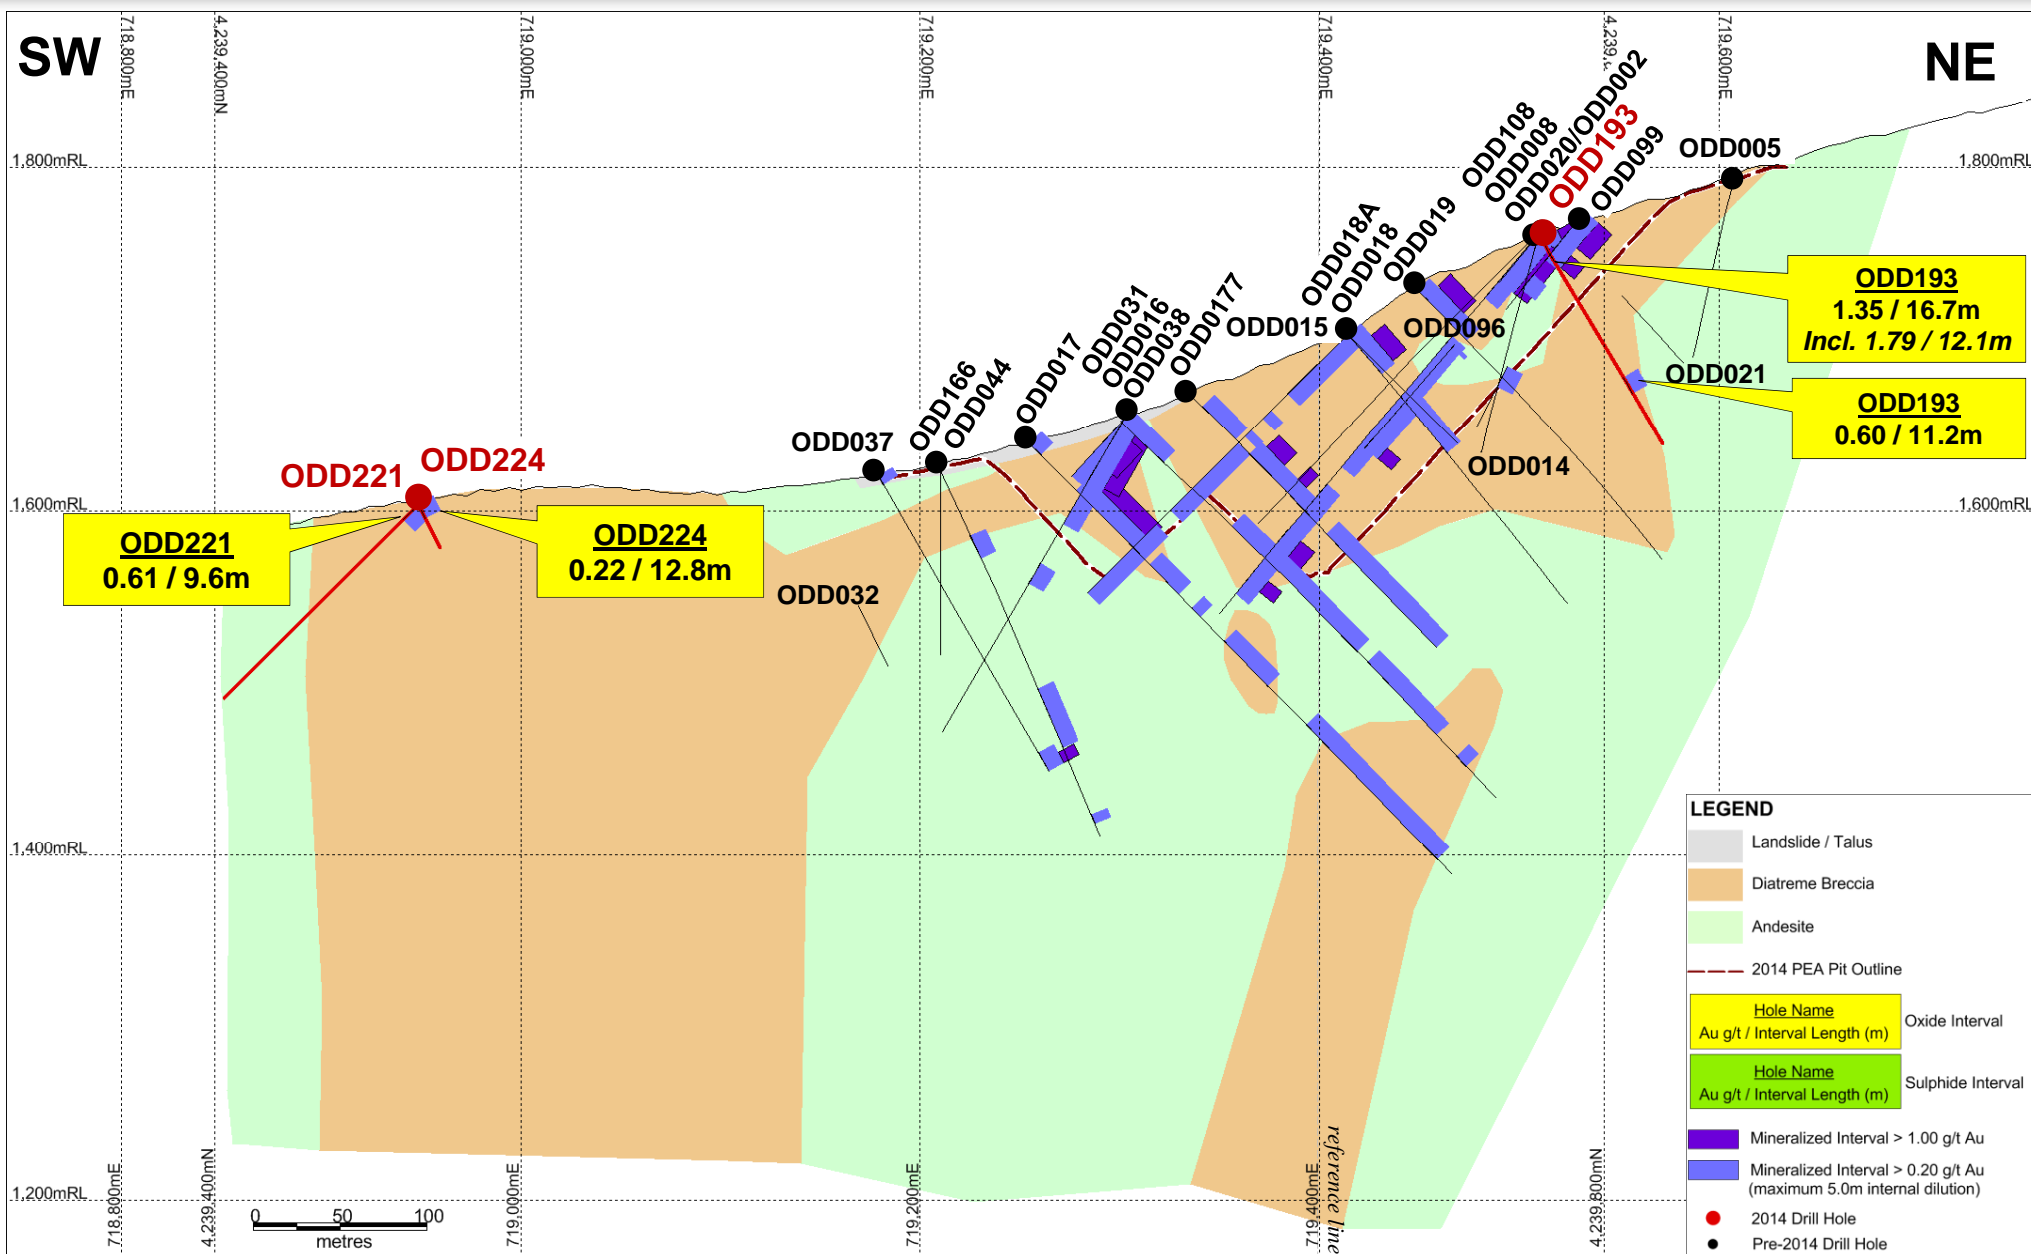 SW
NE
718,800mE
4,239,400mN
719,000mE
719,200mE
719,400mE
719,600mE
1,800mRL
1,800mRL
ODD108
ODD008
ODD020/ODD002
ODD193
ODD099
ODD005
ODD018A
ODD018
ODD019
ODD015
ODD096
ODD031
ODD016
ODD038
ODD0177
ODD017
ODD166
ODD044
ODD037
ODD021
ODD014
ODD032
ODD221
ODD224
ODD193
1.35 / 16.7m
Incl. 1.79 / 12.1m
ODD193
0.60 / 11.2m
1,600mRL
1,600mRL
ODD221
0.61 / 9.6m
ODD224
0.22 / 12.8m
1,400mRL
1,200mRL
718,800mE
4,239,400mN
719,000mE
719,200mE
719,400mE
reference line
4,239,800mN
0 50 100
metres
LEGEND
Landslide / Talus
Diatreme Breccia
Andesite
2014 PEA Pit Outline
Hole Name
Au g/t / Interval Length (m)
Oxide Interval
Hole Name
Au g/t / Interval Length (m)
Sulphide Interval
Mineralized Interval > 1.00 g/t Au
Mineralized Interval > 0.20 g/t Au
(maximum 5.0m internal dilution)
2014 Drill Hole
Pre-2014 Drill Hole